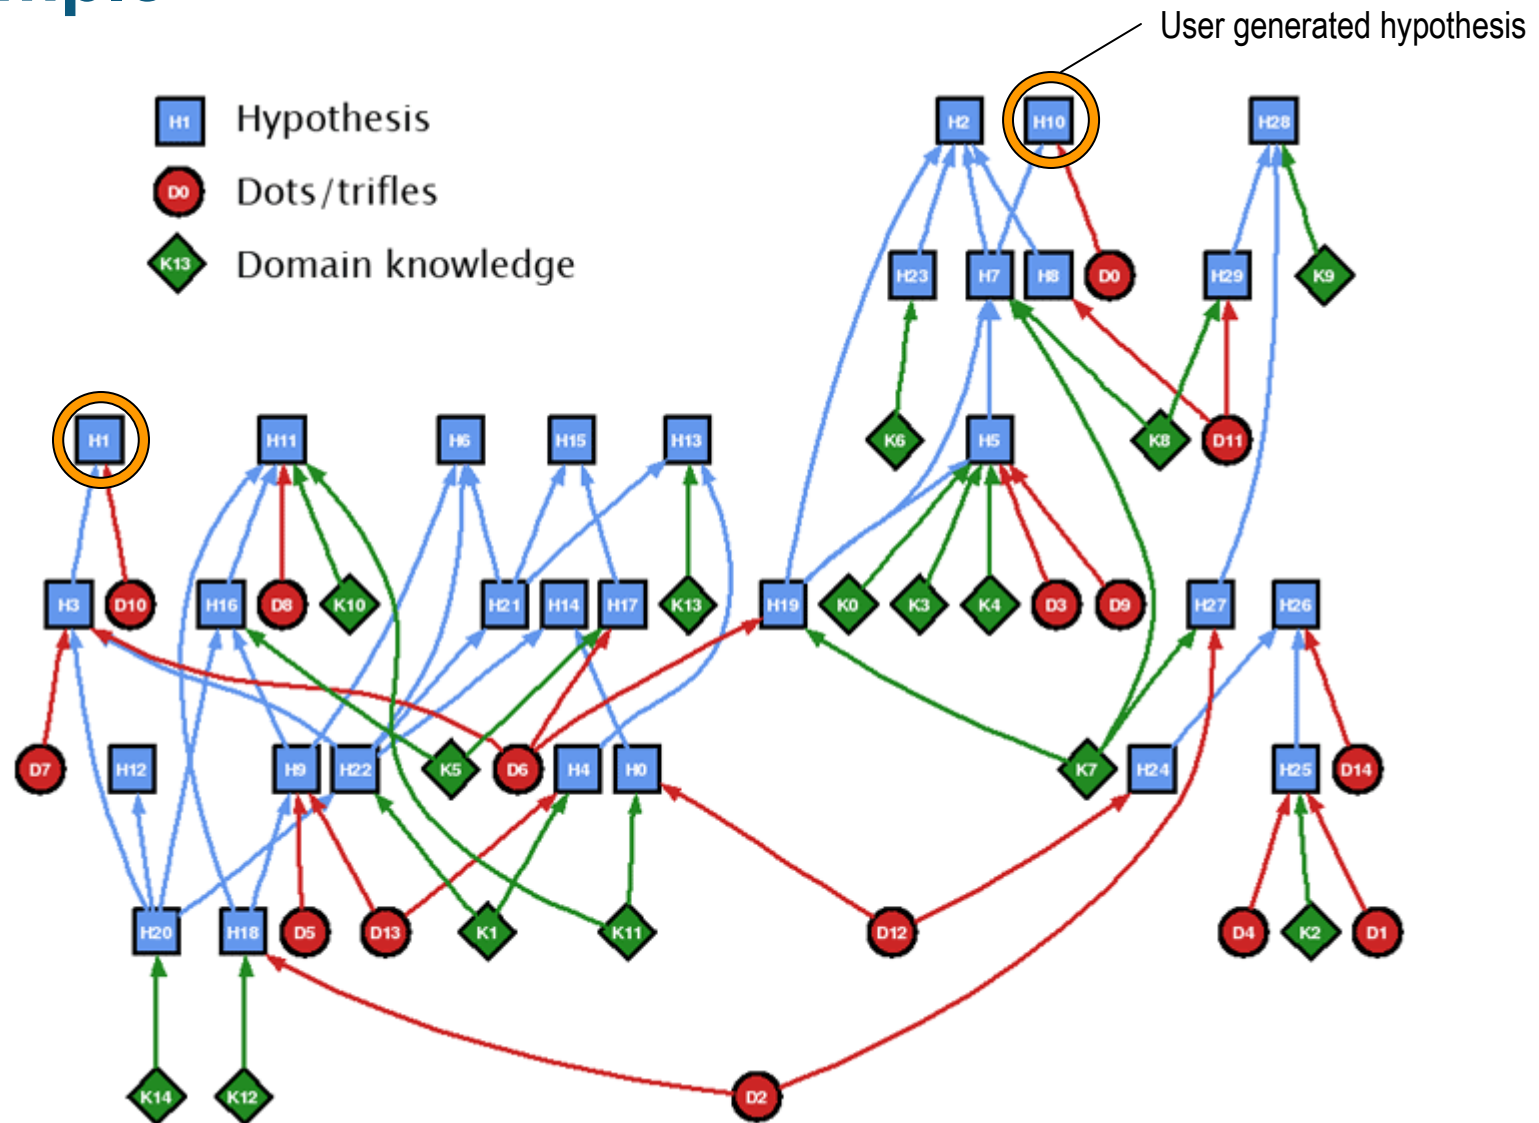 User generated hypothesis
H1 Hypothesis
D0 Dots/trifles
K13 Domain knowledge
H2 H10 H28
H23 H7 H8 D0 H29 K9
H1 H11 H6 H15 H13 K6 H5 K8 D11
H3 D10 H16 D8 K10 H21 H14 H17 K13 H19 K0 K3 K4 D3 D9 H27 H26
D7 H12 H9 H22 K5 D6 H4 H0 K7 H24 H25 D14
H20 H18 D5 D13 K1 K11 D12 D4 K2 D1
K14 K12 D2